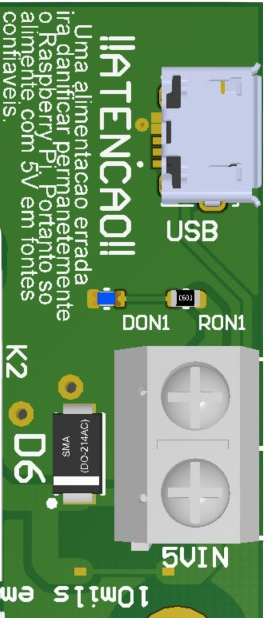 !!ATENCAO!!
Uma alimentacao errada
ira danificar permanetemente
o Raspberry Pi. Portanto so
alimente com 5V em fontes
confiaveis.
USB
DON1
RON1
K2
D6
SMA
(DO-214AC)
5VIN
10mils em